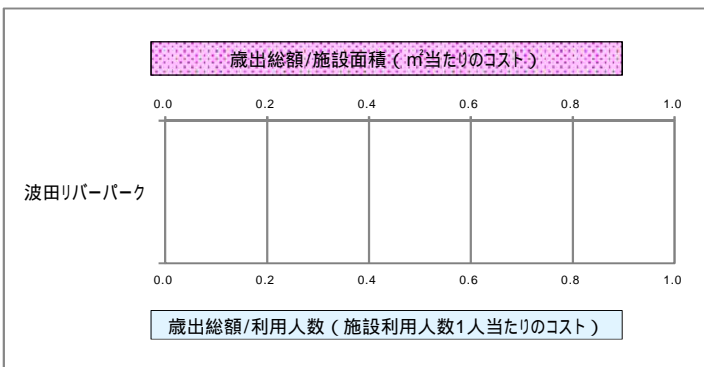 歳出総額/施設面積(㎡当たりのコスト)
0.0 0.2 0.4 0.6 0.8 1.0
波田リバーパーク
0.0 0.2 0.4 0.6 0.8 1.0
歳出総額/利用人数(施設利用人数1人当たりのコスト)